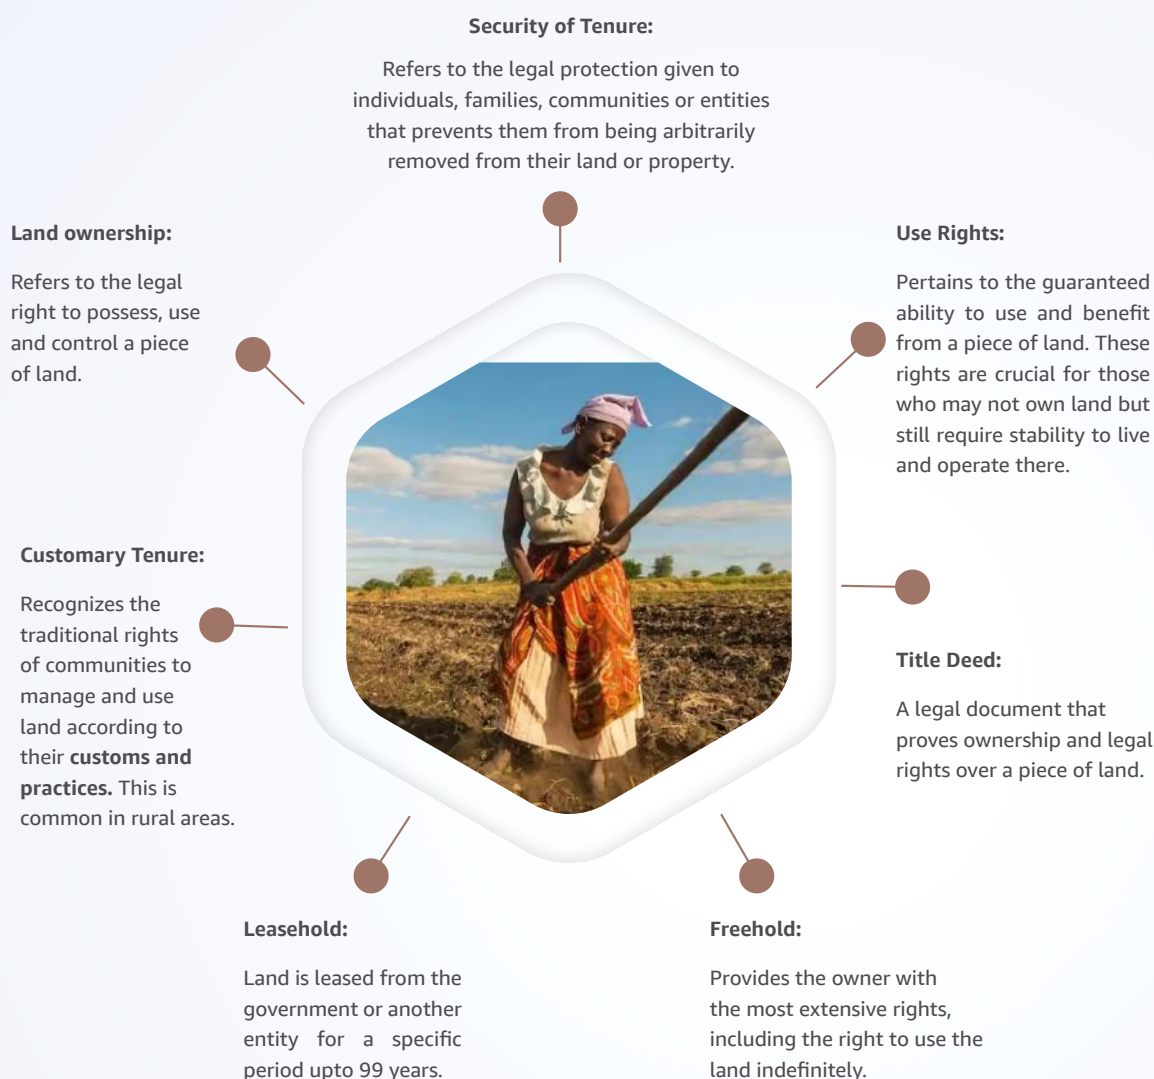 Security of Tenure:
Refers to the legal protection given to
individuals, families, communities or entities
that prevents them from being arbitrarily
removed from their land or property.
Land ownership:
Refers to the legal
right to possess, use
and control a piece
of land.
Use Rights:
Pertains to the guaranteed
ability to use and benefit
from a piece of land. These
rights are crucial for those
who may not own land but
still require stability to live
and operate there.
Customary Tenure:
Recognizes the
traditional rights
of communities to
manage and use
land according to
their customs and
practices. This is
common in rural areas.
Title Deed:
A legal document that
proves ownership and legal
rights over a piece of land.
Leasehold:
Land is leased from the
government or another
entity for a specific
period upto 99 years.
Freehold:
Provides the owner with
the most extensive rights,
including the right to use the
land indefinitely.